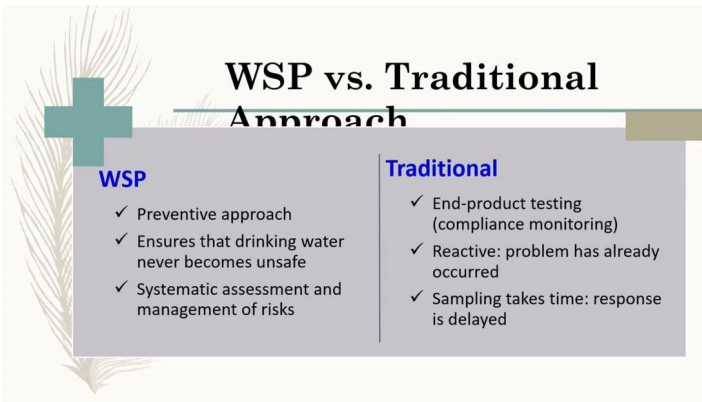 WSP vs. Traditional
Approach
WSP
✓ Preventive approach
✓ Ensures that drinking water
never becomes unsafe
✓ Systematic assessment and
management of risks
Traditional
✓ End-product testing
(compliance monitoring)
✓ Reactive: problem has already
occurred
✓ Sampling takes time: response
is delayed